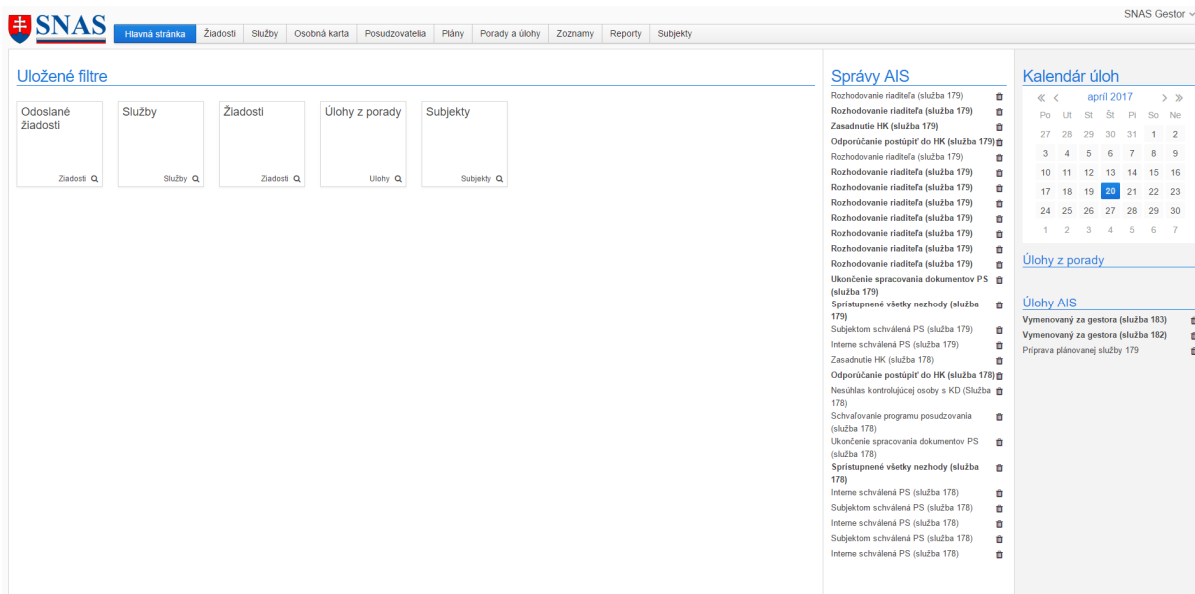 SNAS Gestor
SNAS
Hlavná stránka Žiadosti Služby Osobná karta Posudzovatelia Plány Porady a úlohy Zoznamy Reporty Subjekty
Uložené filtre
Odoslané
žiadosti
Ziadosti
Služby
Služby
Žiadosti
Ziadosti
Úlohy z porady
Ulohy
Subjekty
Subjekty
Správy AIS
Rozhodovanie riaditeľa (služba 179)
Rozhodovanie riaditeľa (služba 179)
Zasadnutie HK (služba 179)
Odporúčanie postúpiť do HK (služba 179)
Rozhodovanie riaditeľa (služba 179)
Rozhodovanie riaditeľa (služba 179)
Rozhodovanie riaditeľa (služba 179)
Rozhodovanie riaditeľa (služba 179)
Rozhodovanie riaditeľa (služba 179)
Rozhodovanie riaditeľa (služba 179)
Rozhodovanie riaditeľa (služba 179)
Rozhodovanie riaditeľa (služba 179)
Ukončenie spracovania dokumentov PS
(služba 179)
Sprístupnené všetky nezhody (služba
179)
Subjektom schválená PS (služba 179)
Interne schválená PS (služba 179)
Zasadnutie HK (služba 178)
Odporúčanie postúpiť do HK (služba 178)
Nesúhlas kontrolujúcej osoby s KD (Služba
178)
Schvaľovanie programu posudzovania
(služba 178)
Ukončenie spracovania dokumentov PS
(služba 178)
Sprístupnené všetky nezhody (služba
178)
Interne schválená PS (služba 178)
Subjektom schválená PS (služba 178)
Interne schválená PS (služba 178)
Subjektom schválená PS (služba 178)
Interne schválená PS (služba 178)
Kalendár úloh
apríl 2017
Po Ut St Št Pi So Ne
27 28 29 30 31 1 2
3 4 5 6 7 8 9
10 11 12 13 14 15 16
17 18 19 20 21 22 23
24 25 26 27 28 29 30
1 2 3 4 5 6 7
Úlohy z porady
Úlohy AIS
Vymenovaný za gestora (služba 183)
Vymenovaný za gestora (služba 182)
Príprava plánovanej služby 179